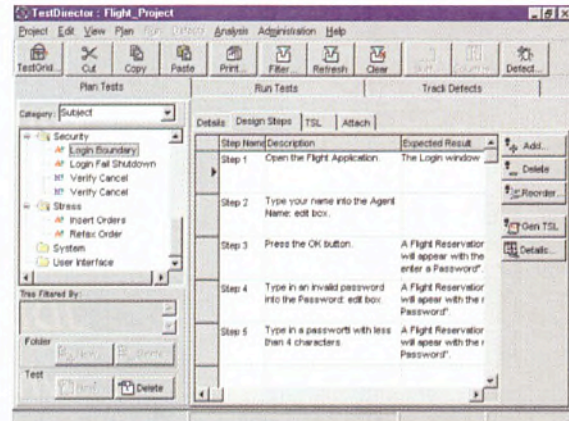 TestDirector : Flight_Project
Project Edit View Plan Run Defects Analysis Administration Help
TestGrid... Cut Copy Paste Print... Filter... Refresh Clear Defect...
Plan Tests Run Tests Track Defects
Category: Subject
Security
Login Boundary
Login Fail Shutdown
Verify Cancel
Verify Cancel
Stress
Insert Orders
Refax Order
System
User Interface
Tree Filtered By:
Folder
Test
Delete
Details Design Steps TSL Attach
Step Name Description Expected Result
Step 1 Open the Flight Application. The Login window
Step 2 Type your name into the Agent
Name: edit box.
Step 3 Press the OK button. A Flight Reservation
will appear with the
enter a Password".
Step 4 Type in an invalid password A Flight Reservation
into the Password: edit box will apear with the r
Password".
Step 5 Type in a password with less A Flight Reservation
than 4 characters will apear with the r
Password".
Add...
Delete
Reorder...
Gen TSL
Details...